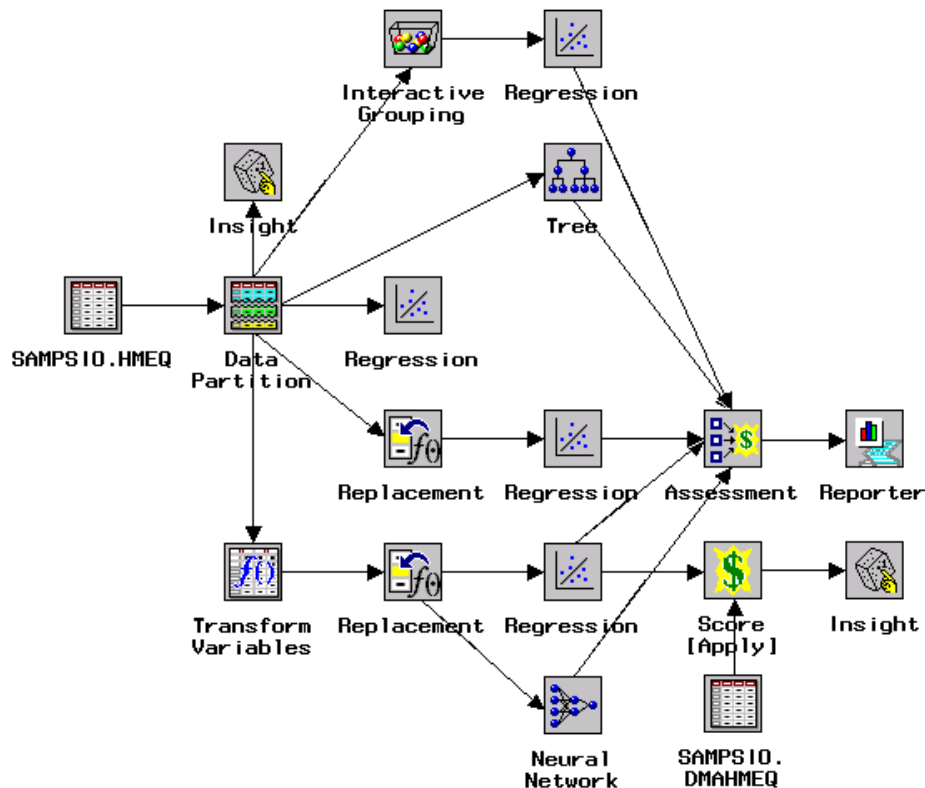 Interactive
Grouping
Regression
Insight
Tree
SAMPSIO.HMEQ
Data
Partition
Regression
Replacement
Regression
Assessment
Reporter
Transform
Variables
Replacement
Regression
Score
[Apply]
Insight
Neural
Network
SAMPSIO.
DMAHMEQ